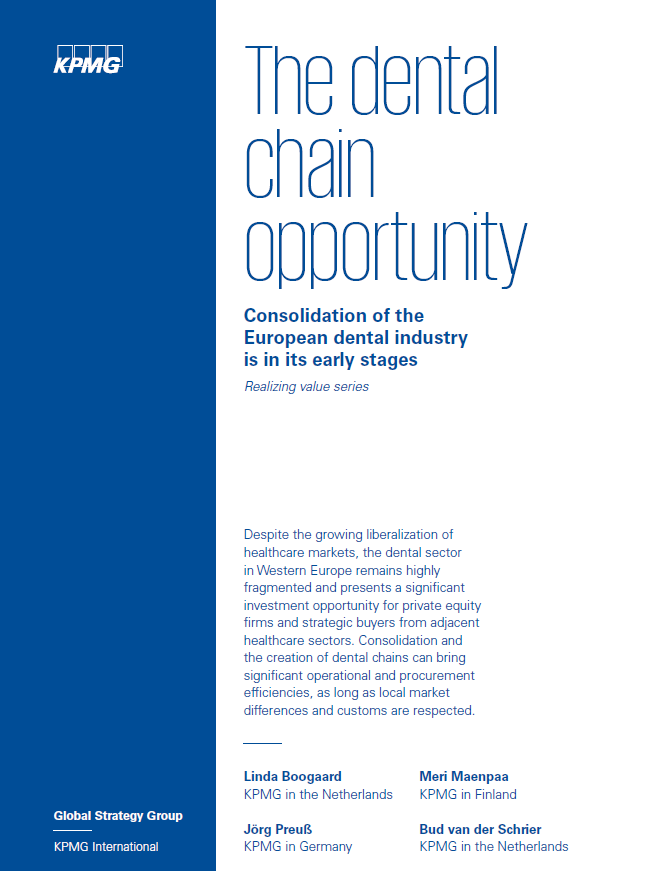 KPMG
The dental
chain
opportunity
Consolidation of the
European dental industry
is in its early stages
Realizing value series
Despite the growing liberalization of
healthcare markets, the dental sector
in Western Europe remains highly
fragmented and presents a significant
investment opportunity for private equity
firms and strategic buyers from adjacent
healthcare sectors. Consolidation and
the creation of dental chains can bring
significant operational and procurement
efficiencies, as long as local market
differences and customs are respected.
Linda Boogaard
KPMG in the Netherlands
Meri Maenpaa
KPMG in Finland
Jörg Preuß
KPMG in Germany
Bud van der Schrier
KPMG in the Netherlands
Global Strategy Group
KPMG International